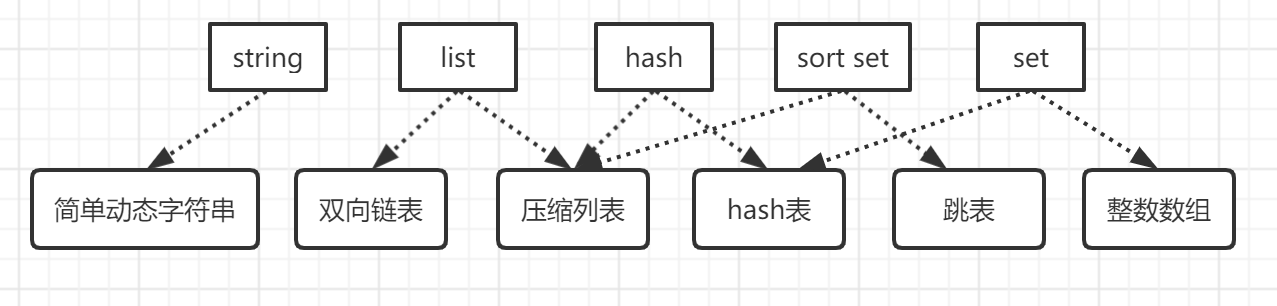 string
list
hash
sort set
set
简单动态字符串
双向链表
压缩列表
hash表
跳表
整数数组